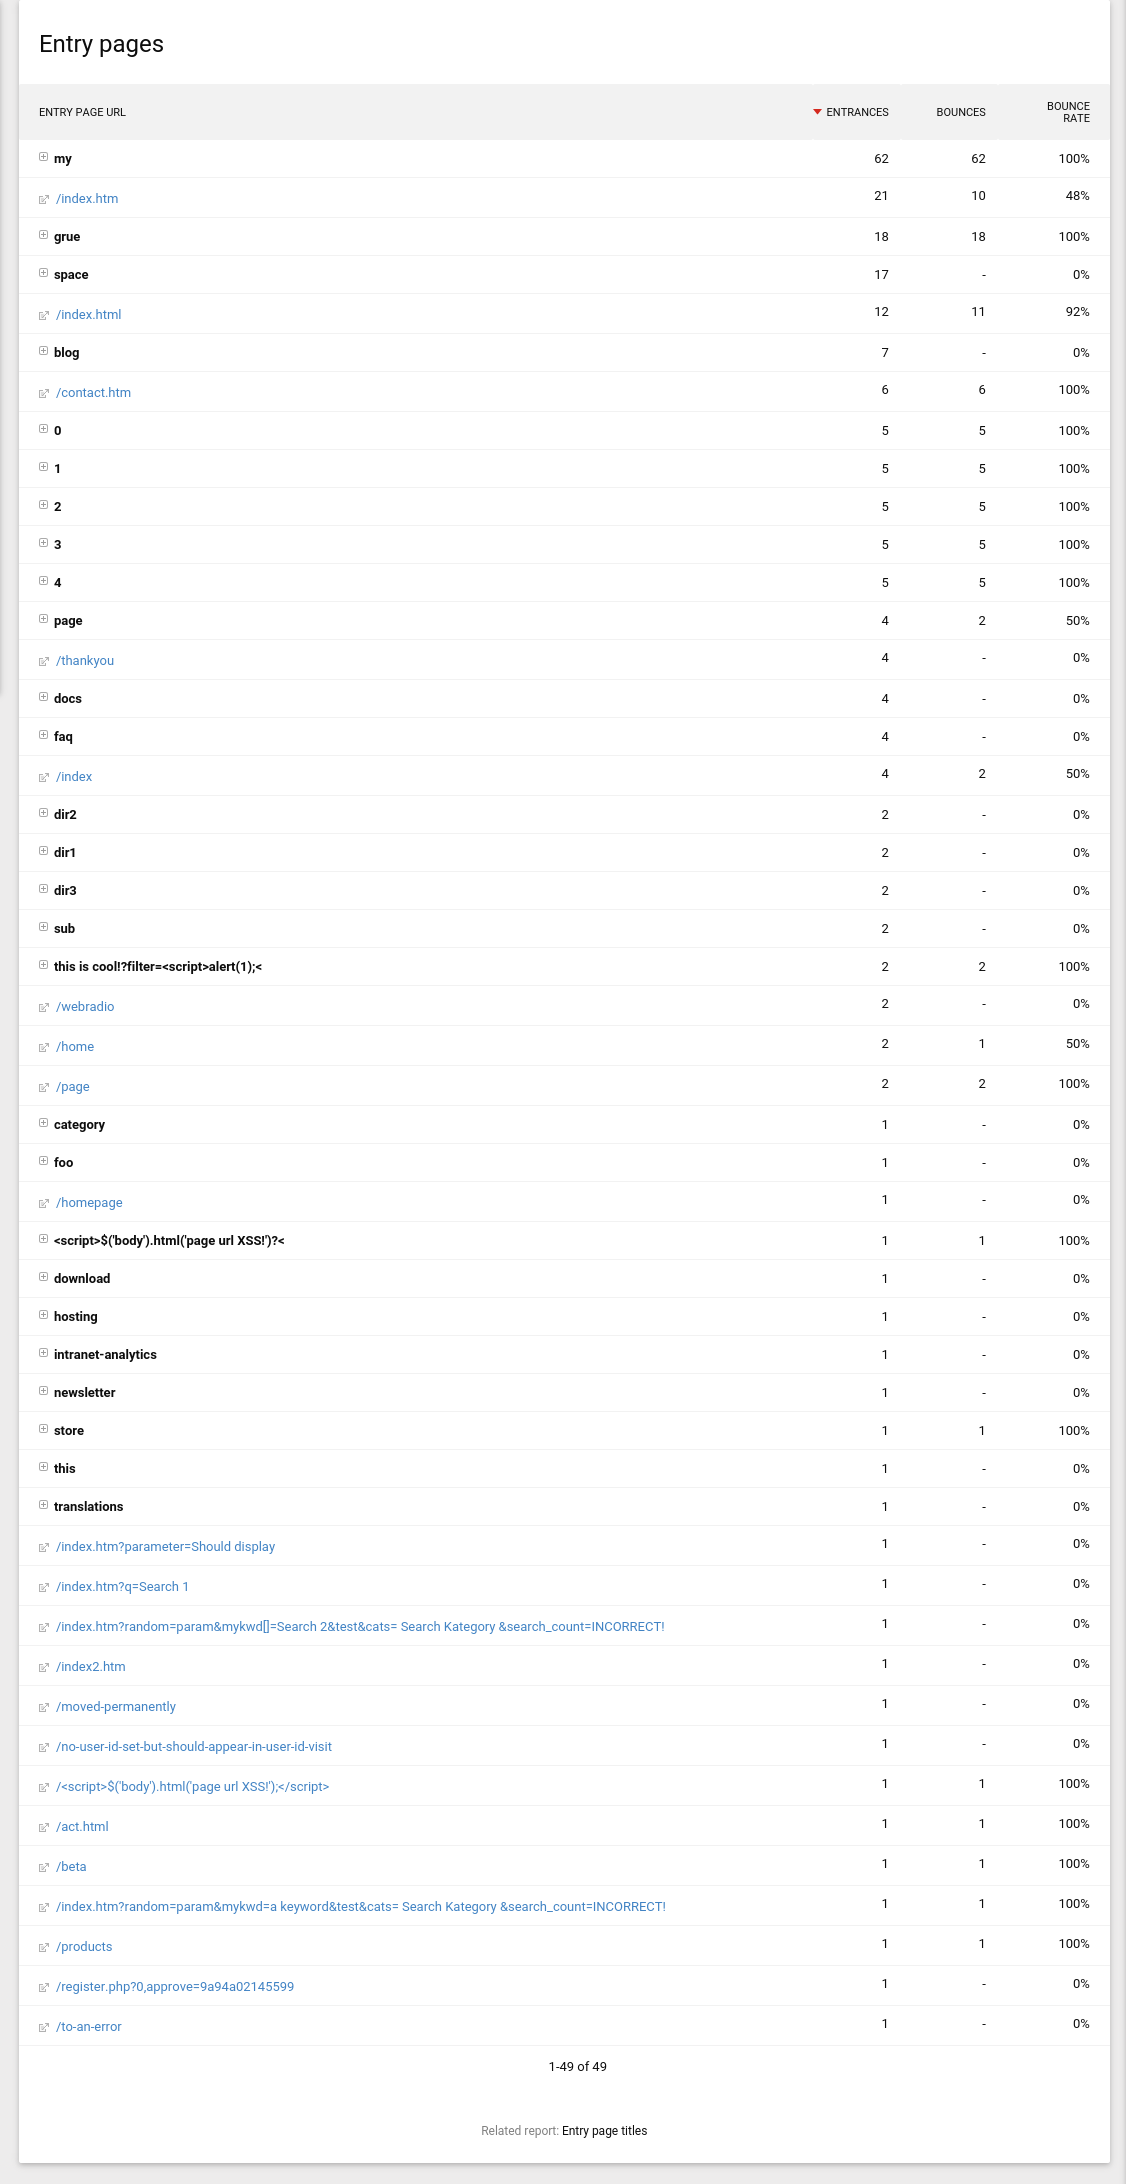 Entry pages
ENTRY PAGE URL ENTRANCES BOUNCES BOUNCE RATE
my 62 62 100%
/index.htm 21 10 48%
grue 18 18 100%
space 17 - 0%
/index.html 12 11 92%
blog 7 - 0%
/contact.htm 6 6 100%
0 5 5 100%
1 5 5 100%
2 5 5 100%
3 5 5 100%
4 5 5 100%
page 4 2 50%
/thankyou 4 - 0%
docs 4 - 0%
faq 4 - 0%
/index 4 2 50%
dir2 2 - 0%
dir1 2 - 0%
dir3 2 - 0%
sub 2 - 0%
this is cool!?filter=<script>alert(1);< 2 2 100%
/webradio 2 - 0%
/home 2 1 50%
/page 2 2 100%
category 1 - 0%
foo 1 - 0%
/homepage 1 - 0%
<script>$('body').html('page url XSS!')?< 1 1 100%
download 1 - 0%
hosting 1 - 0%
intranet-analytics 1 - 0%
newsletter 1 - 0%
store 1 1 100%
this 1 - 0%
translations 1 - 0%
/index.htm?parameter=Should display 1 - 0%
/index.htm?q=Search 1 1 - 0%
/index.htm?random=param&mykwd[]=Search 2&test&cats= Search Kategory &search_count=INCORRECT! 1 - 0%
/index2.htm 1 - 0%
/moved-permanently 1 - 0%
/no-user-id-set-but-should-appear-in-user-id-visit 1 - 0%
/<script>$('body').html('page url XSS!');</script> 1 1 100%
/act.html 1 1 100%
/beta 1 1 100%
/index.htm?random=param&mykwd=a keyword&test&cats= Search Kategory &search_count=INCORRECT! 1 1 100%
/products 1 1 100%
/register.php?0,approve=9a94a02145599 1 - 0%
/to-an-error 1 - 0%
1-49 of 49
Related report: Entry page titles